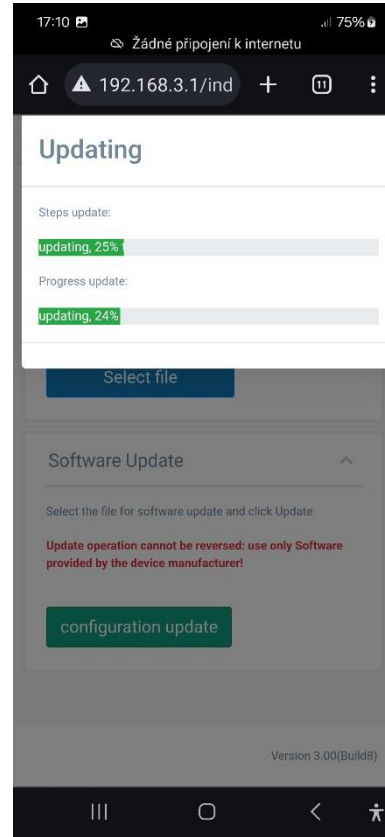 17:10 75%
Žádné připojení k internetu
192.168.3.1/ind 11
Updating
Steps update:
updating, 25%
Progress update:
updating, 24%
Select file
Software Update
Select the file for software update and click Update
Update operation cannot be reversed: use only Software
provided by the device manufacturer!
configuration update
Version 3.00(Build8)